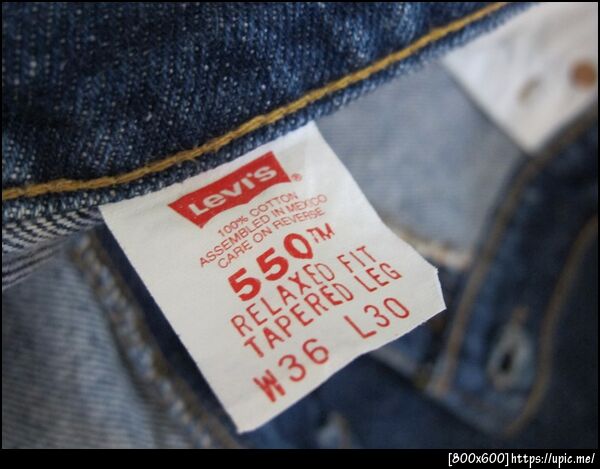 Levi's ®
100% COTTON
ASSEMBLED IN MEXICO
CARE ON REVERSE
550™
RELAXED FIT
TAPERED LEG
W36 L30
[800x600]https://upic.me/